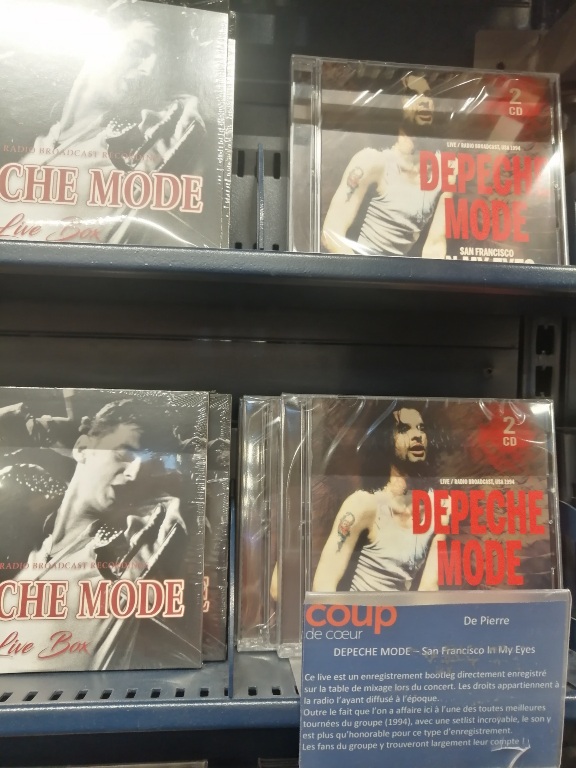 RADIO BROADCAST RECORDING
CHE MODE
Live Box
2
CD
LIVE / RADIO BROADCAST, USA 1994
DEPECHE
MODE
SAN FRANCISCO
IN MY EYES
RADIO BROADCAST RECORDING
CHE MODE
Live Box
2
CD
LIVE / RADIO BROADCAST, USA 1994
DEPECHE
MODE
coup
de cœur
De Pierre
DEPECHE MODE – San Francisco In My Eyes
Ce live est un enregistrement bootleg directement enregistré
sur la table de mixage lors du concert. Les droits appartiennent à
la radio l'ayant diffusé à l'époque.
Outre le fait que l'on a affaire ici à l'une des toutes meilleures
tournées du groupe (1994), avec une setlist incroyable, le son y
est plus qu'honorable pour ce type d'enregistrement.
Les fans du groupe y trouveront largement leur compte !